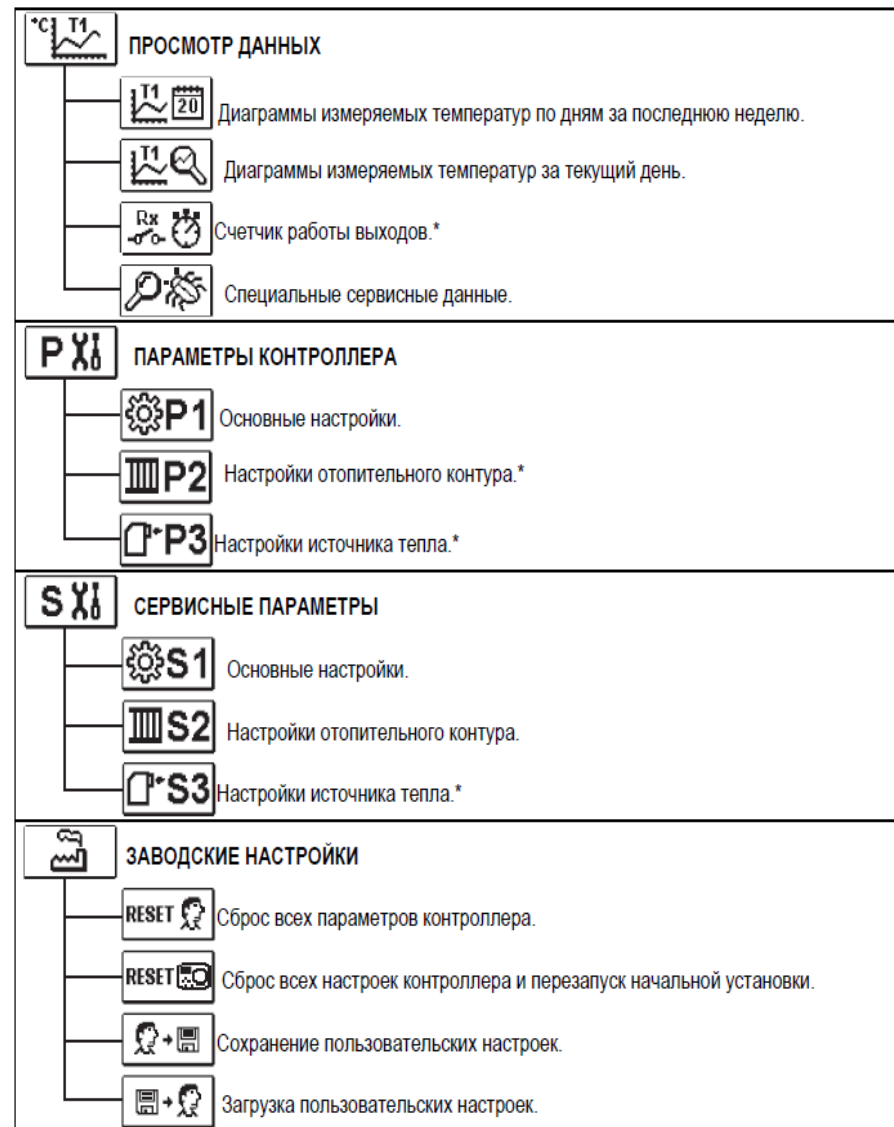 °C T1
ПРОСМОТР ДАННЫХ
T1 20 Диаграммы измеряемых температур по дням за последнюю неделю.
T1 Диаграммы измеряемых температур за текущий день.
Rx Счетчик работы выходов.*
Специальные сервисные данные.
P ПАРАМЕТРЫ КОНТРОЛЛЕРА
P1 Основные настройки.
P2 Настройки отопительного контура.*
P3 Настройки источника тепла.*
S СЕРВИСНЫЕ ПАРАМЕТРЫ
S1 Основные настройки.
S2 Настройки отопительного контура.
S3 Настройки источника тепла.*
ЗАВОДСКИЕ НАСТРОЙКИ
RESET Сброс всех параметров контроллера.
RESET Сброс всех настроек контроллера и перезапуск начальной установки.
Сохранение пользовательских настроек.
Загрузка пользовательских настроек.